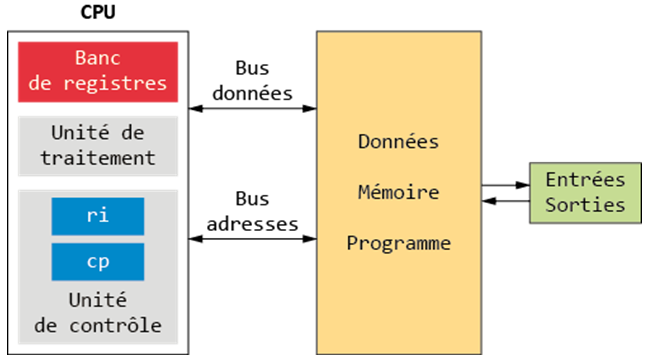 CPU
Banc
de registres
Unité de
traitement
ri
cp
Unité
de contrôle
Bus
données
Bus
adresses
Données
Mémoire
Programme
Entrées
Sorties